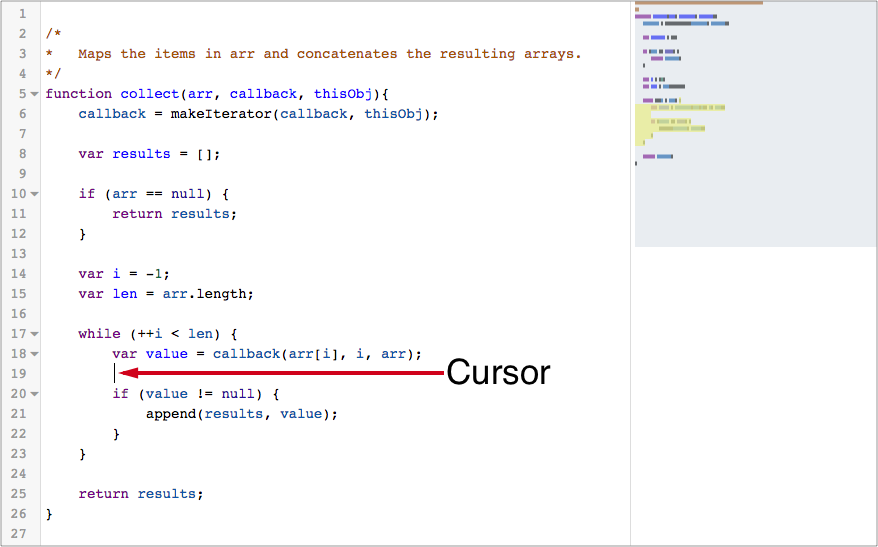 1
2 /*
3 *   Maps the items in arr and concatenates the resulting arrays.
4 */
5 function collect(arr, callback, thisObj){
6     callback = makeIterator(callback, thisObj);
7
8     var results = [];
9
10     if (arr == null) {
11         return results;
12     }
13
14     var i = -1;
15     var len = arr.length;
16
17     while (++i < len) {
18         var value = callback(arr[i], i, arr);
19         Cursor
20         if (value != null) {
21             append(results, value);
22         }
23     }
24
25     return results;
26 }
27